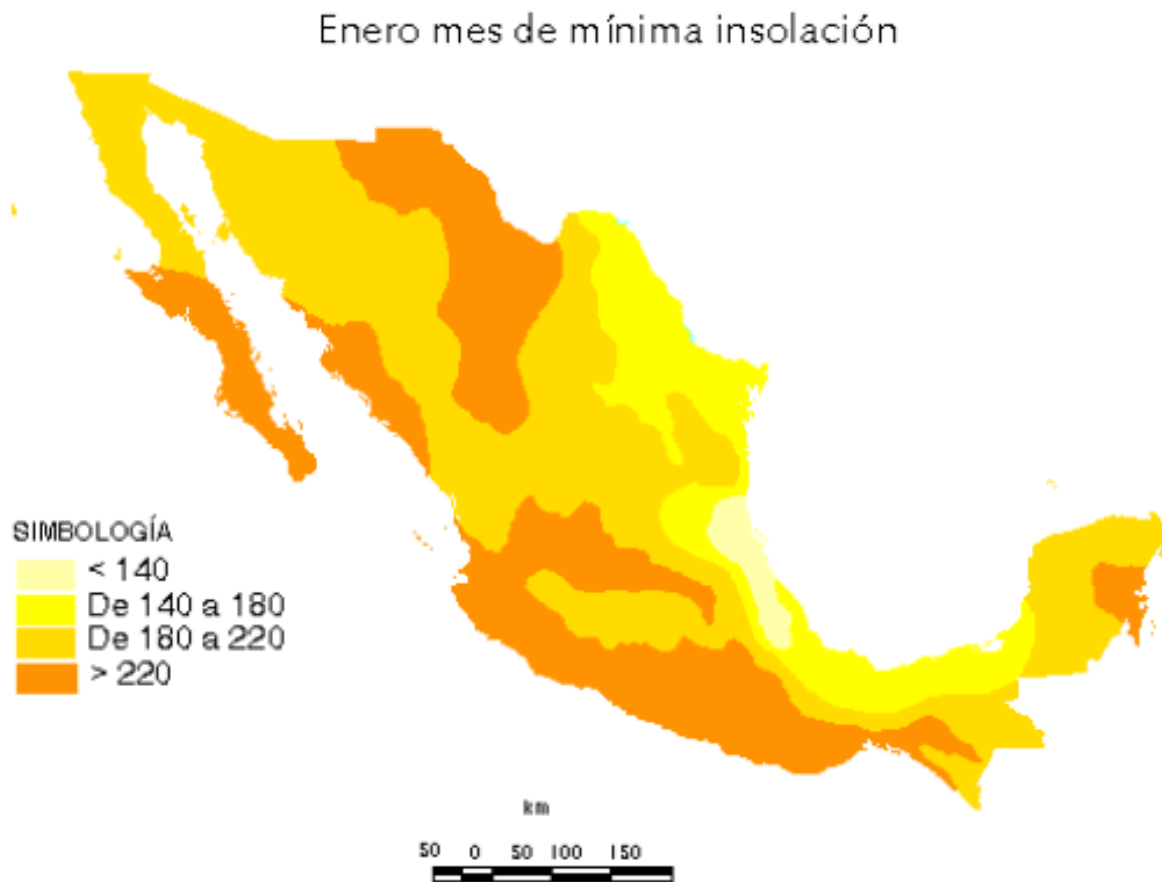 Enero mes de mínima insolación
SIMBOLOGÍA
< 140
De 140 a 180
De 180 a 220
> 220
km
50 0 50 100 150